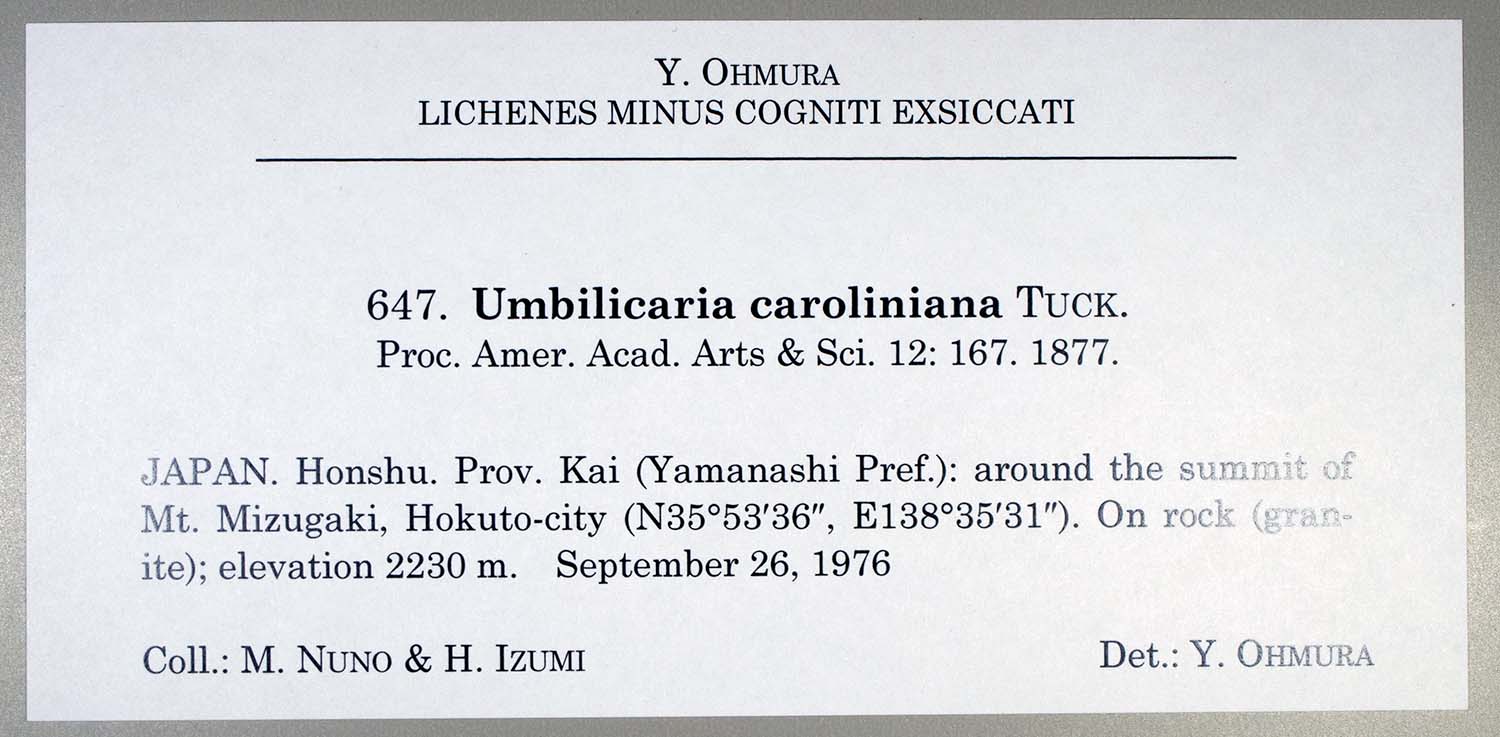 Y. OHMURA
LICHENES MINUS COGNITI EXSICCATI
647. Umbilicaria caroliniana TUCK.
Proc. Amer. Acad. Arts & Sci. 12: 167. 1877.
JAPAN. Honshu. Prov. Kai (Yamanashi Pref.): around the summit of
Mt. Mizugaki, Hokuto-city (N35°53′36″, E138°35′31″). On rock (gran-
ite); elevation 2230 m. September 26, 1976
Coll.: M. NUNO & H. IZUMI Det.: Y. OHMURA